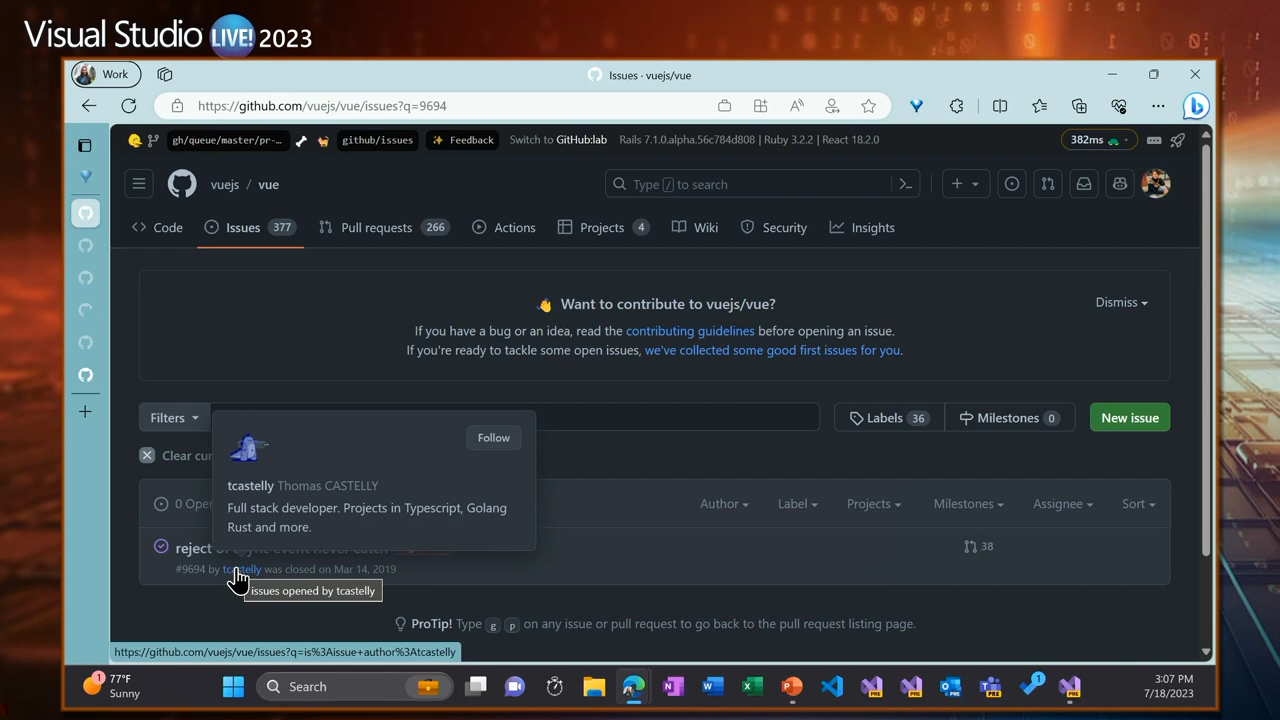 Visual Studio LIVE! 2023
Work
Issues · vuejs/vue
https://github.com/vuejs/vue/issues?q=9694
gh/queue/master/pr-…
github/issues
Feedback
Switch to GitHub:lab
Rails 7.1.0.alpha.56c784d808 | Ruby 3.2.2 | React 18.2.0
382ms
vuejs / vue
Type / to search
Code
Issues 377
Pull requests 266
Actions
Projects 4
Wiki
Security
Insights
Want to contribute to vuejs/vue?
Dismiss
If you have a bug or an idea, read the contributing guidelines before opening an issue.
If you're ready to tackle some open issues, we've collected some good first issues for you.
Filters
Labels 36
Milestones 0
New issue
Follow
Clear cur
tcastelly Thomas CASTELLY
Full stack developer. Projects in Typescript, Golang
Rust and more.
0 Ope
Author
Label
Projects
Milestones
Assignee
Sort
reject of async event never catch
38
#9694 by tcastelly was closed on Mar 14, 2019
issues opened by tcastelly
ProTip! Type g p on any issue or pull request to go back to the pull request listing page.
https://github.com/vuejs/vue/issues?q=is%3Aissue+author%3Atcastelly
1
77°F
Sunny
Search
1
3:07 PM
7/18/2023